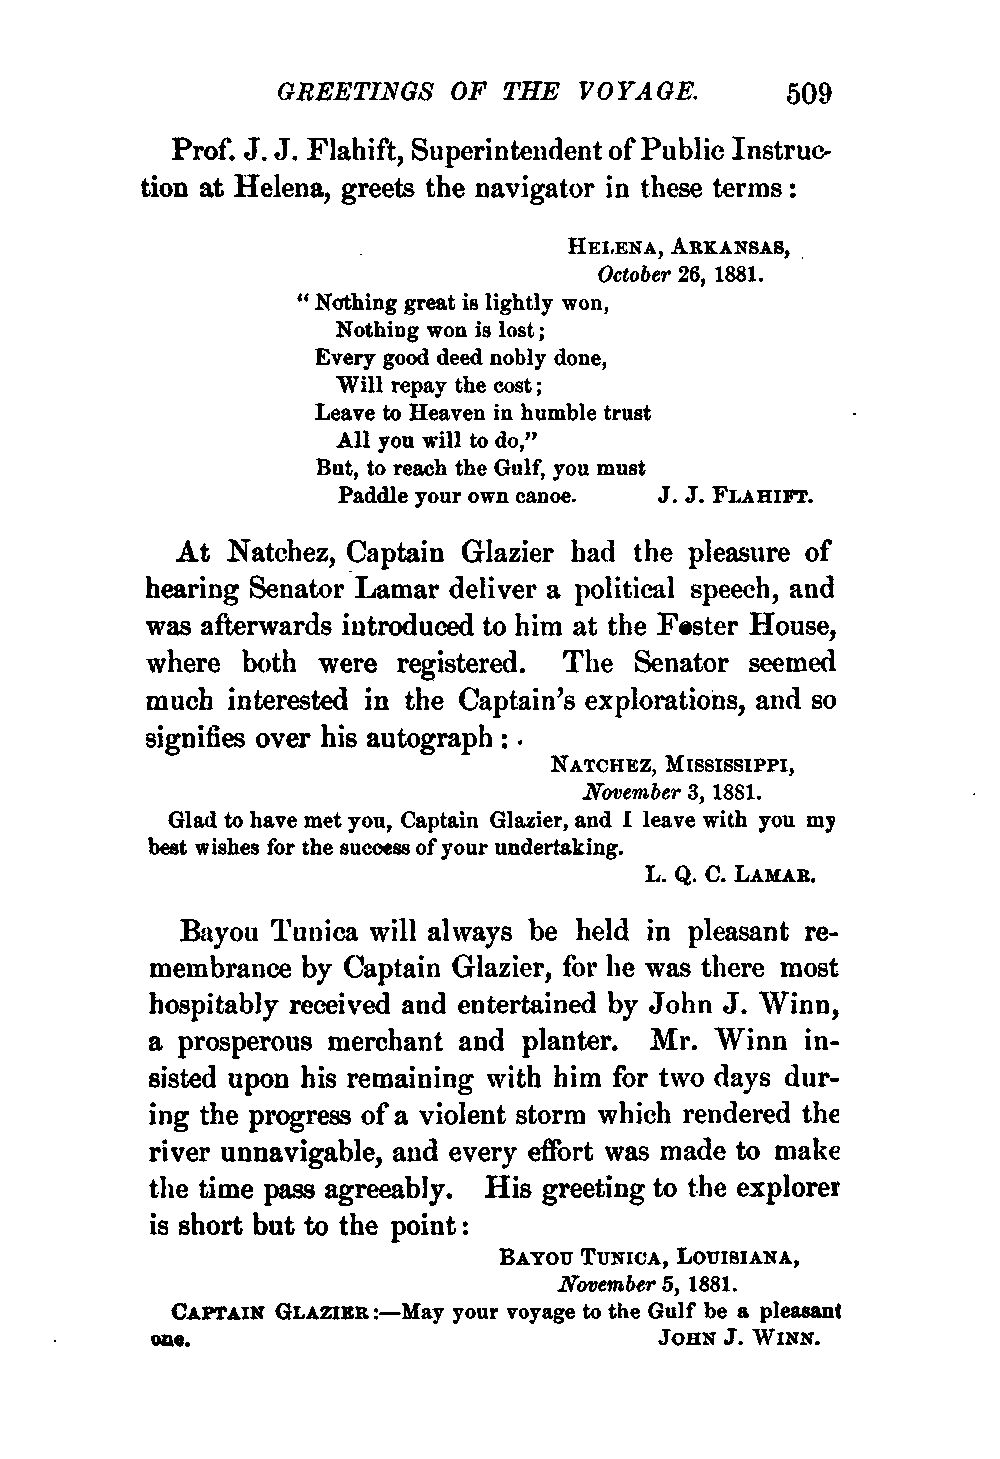 GREETINGS OF THE VOYAGE. 509
Prof. J. J. Flahift, Superintendent of Public Instruc-
tion at Helena, greets the navigator in these terms:
HELENA, ARKANSAS,
October 26, 1881.
"Nothing great is lightly won,
Nothing won is lost;
Every good deed nobly done,
Will repay the cost;
Leave to Heaven in humble trust
All you will to do,"
But, to reach the Gulf, you must
Paddle your own canoe. J. J. FLAHIFT.
At Natchez, Captain Glazier had the pleasure of
hearing Senator Lamar deliver a political speech, and
was afterwards introduced to him at the Foster House,
where both were registered. The Senator seemed
much interested in the Captain's explorations, and so
signifies over his autograph:
NATCHEZ, MISSISSIPPI,
November 3, 1881.
Glad to have met you, Captain Glazier, and I leave with you my
best wishes for the success of your undertaking.
L. Q. C. LAMAR.
Bayou Tunica will always be held in pleasant re-
membrance by Captain Glazier, for he was there most
hospitably received and entertained by John J. Winn,
a prosperous merchant and planter. Mr. Winn in-
sisted upon his remaining with him for two days dur-
ing the progress of a violent storm which rendered the
river unnavigable, and every effort was made to make
the time pass agreeably. His greeting to the explorer
is short but to the point:
BAYOU TUNICA, LOUISIANA,
November 5, 1881.
CAPTAIN GLAZIER:—May your voyage to the Gulf be a pleasant
one. JOHN J. WINN.